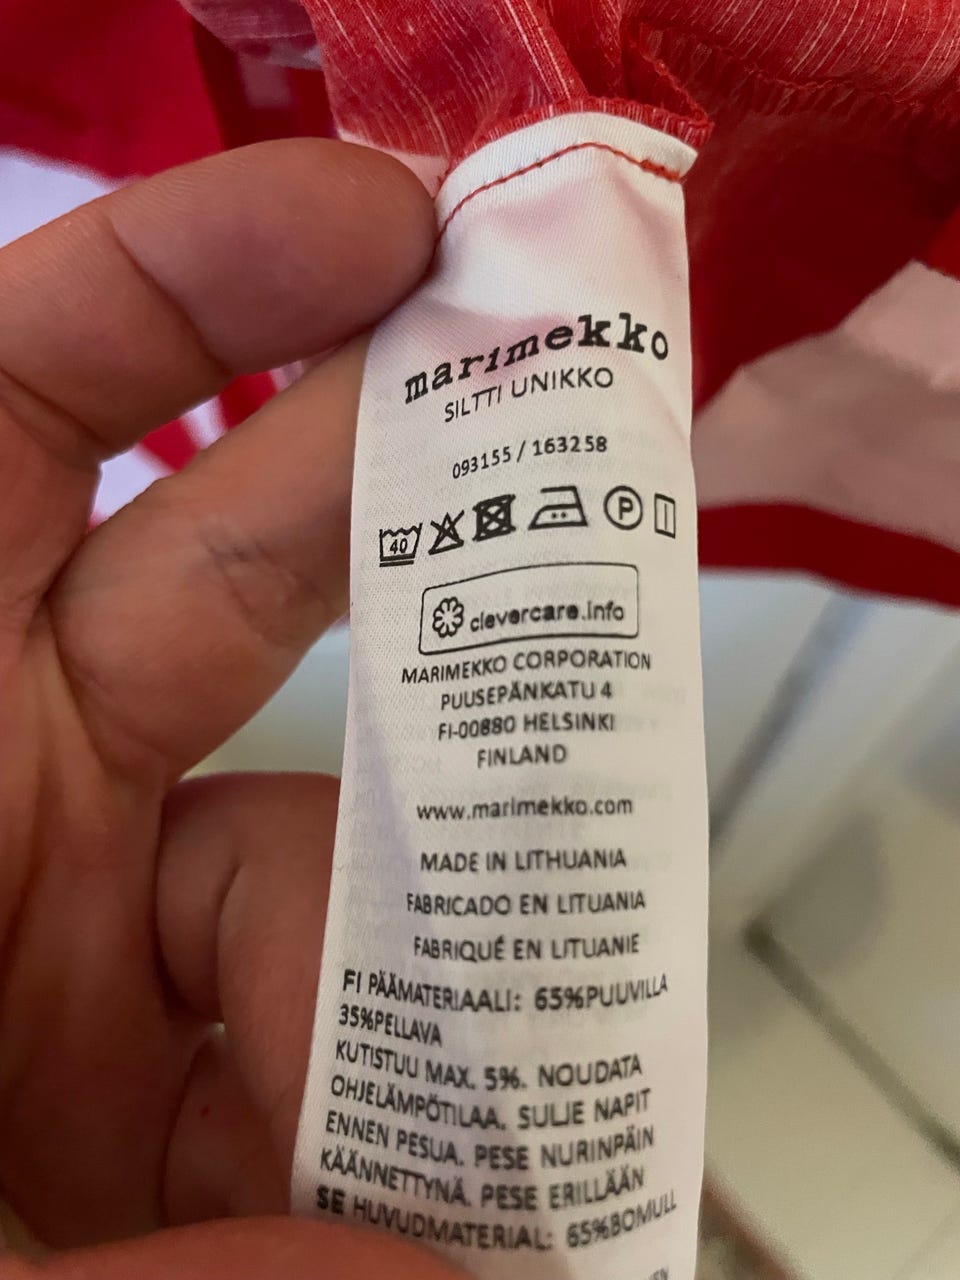 marimekko
SILTTI UNIKKO
093155 / 163258
40 P
clevercare.info
MARIMEKKO CORPORATION
PUUSEPÄNKATU 4
FI-00880 HELSINKI
FINLAND
www.marimekko.com
MADE IN LITHUANIA
FABRICADO EN LITUANIA
FABRIQUÉ EN LITUANIE
FI PÄÄMATERIAALI: 65%PUUVILLA
35%PELLAVA
KUTISTUU MAX. 5%. NOUDATA
OHJELÄMPÖTILAA. SULJE NAPIT
ENNEN PESUA. PESE NURINPÄIN
KÄÄNNETTYNÄ. PESE ERILLÄÄN
SE HUVUDMATERIAL: 65%BOMULL